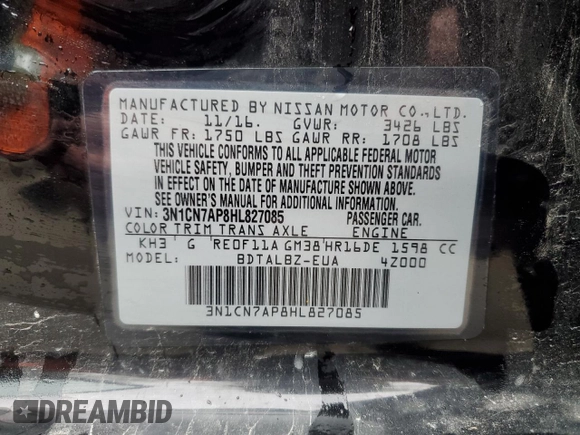 MANUFACTURED BY NISSAN MOTOR CO., LTD.
DATE: 11/16. GVWR: 3426 LBS
GAWR FR: 1750 LBS GAWR RR: 1708 LBS
THIS VEHICLE CONFORMS TO ALL APPLICABLE FEDERAL MOTOR
VEHICLE SAFETY, BUMPER AND THEFT PREVENTION STANDARDS
IN EFFECT ON THE DATE OF MANUFACTURE SHOWN ABOVE.
SEE OWNER'S MANUAL FOR ADDITIONAL INFORMATION.
VIN: 3N1CN7AP8HL827085 PASSENGER CAR.
COLOR TRIM TRANS AXLE ENGINE
KH3 G RE0F11A GM38 HR16DE 1598 CC
MODEL: BDTALBZ-EUA 4Z000
3N1CN7AP8HL827085
DREAMBID